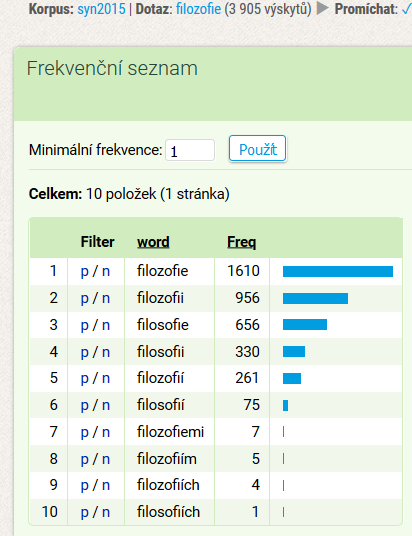 Korpus: syn2015 | Dotaz: filozofie (3 905 výskytů) ▶ Promíchat: ✓
Frekvenční seznam
Minimální frekvence: 1 Použít
Celkem: 10 položek (1 stránka)
Filter word Freq
1 p / n filozofie 1610
2 p / n filozofii 956
3 p / n filosofie 656
4 p / n filosofii 330
5 p / n filozofií 261
6 p / n filosofií 75
7 p / n filozofiemi 7
8 p / n filozofiím 5
9 p / n filozofiích 4
10 p / n filosofiích 1